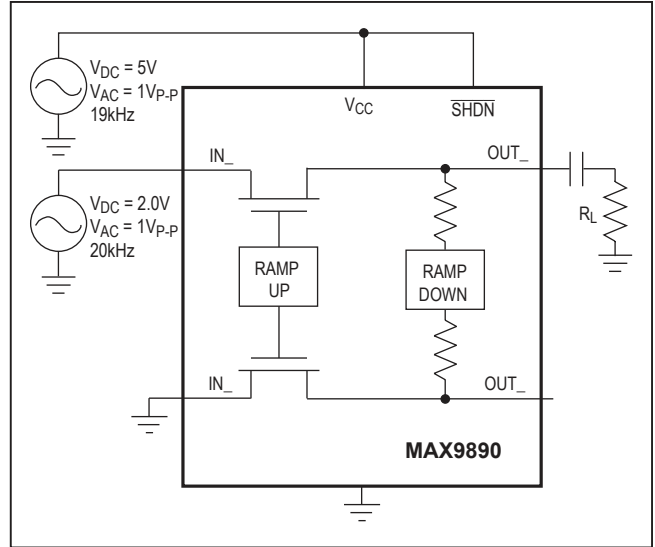 V_DC = 5V
V_AC = 1V_P-P
19kHz
V_CC
S̅H̅D̅N̅
IN_
OUT_
V_DC = 2.0V
V_AC = 1V_P-P
20kHz
R_L
RAMP
UP
RAMP
DOWN
IN_
OUT_
MAX9890